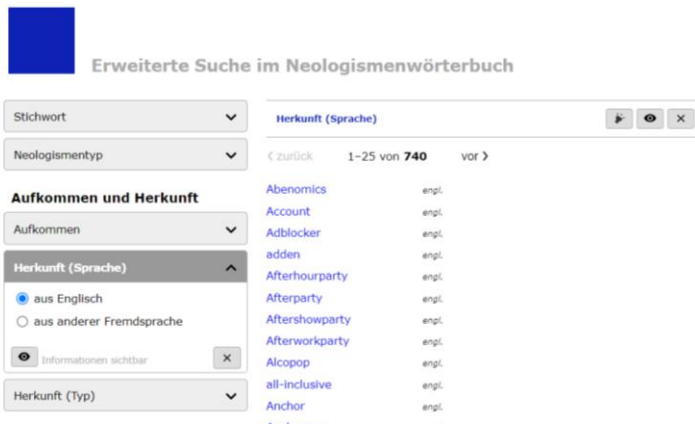 Erweiterte Suche im Neologismenwörterbuch
Stichwort
Neologismentyp
Aufkommen und Herkunft
Aufkommen
Herkunft (Sprache)
aus Englisch
aus anderer Fremdsprache
Informationen sichtbar
Herkunft (Typ)
Herkunft (Sprache)
zurück 1–25 von 740 vor
Abenomics engl.
Account engl.
Adblocker engl.
adden engl.
Afterhourparty engl.
Afterparty engl.
Aftershowparty engl.
Afterworkparty engl.
Alcopop engl.
all-inclusive engl.
Anchor engl.